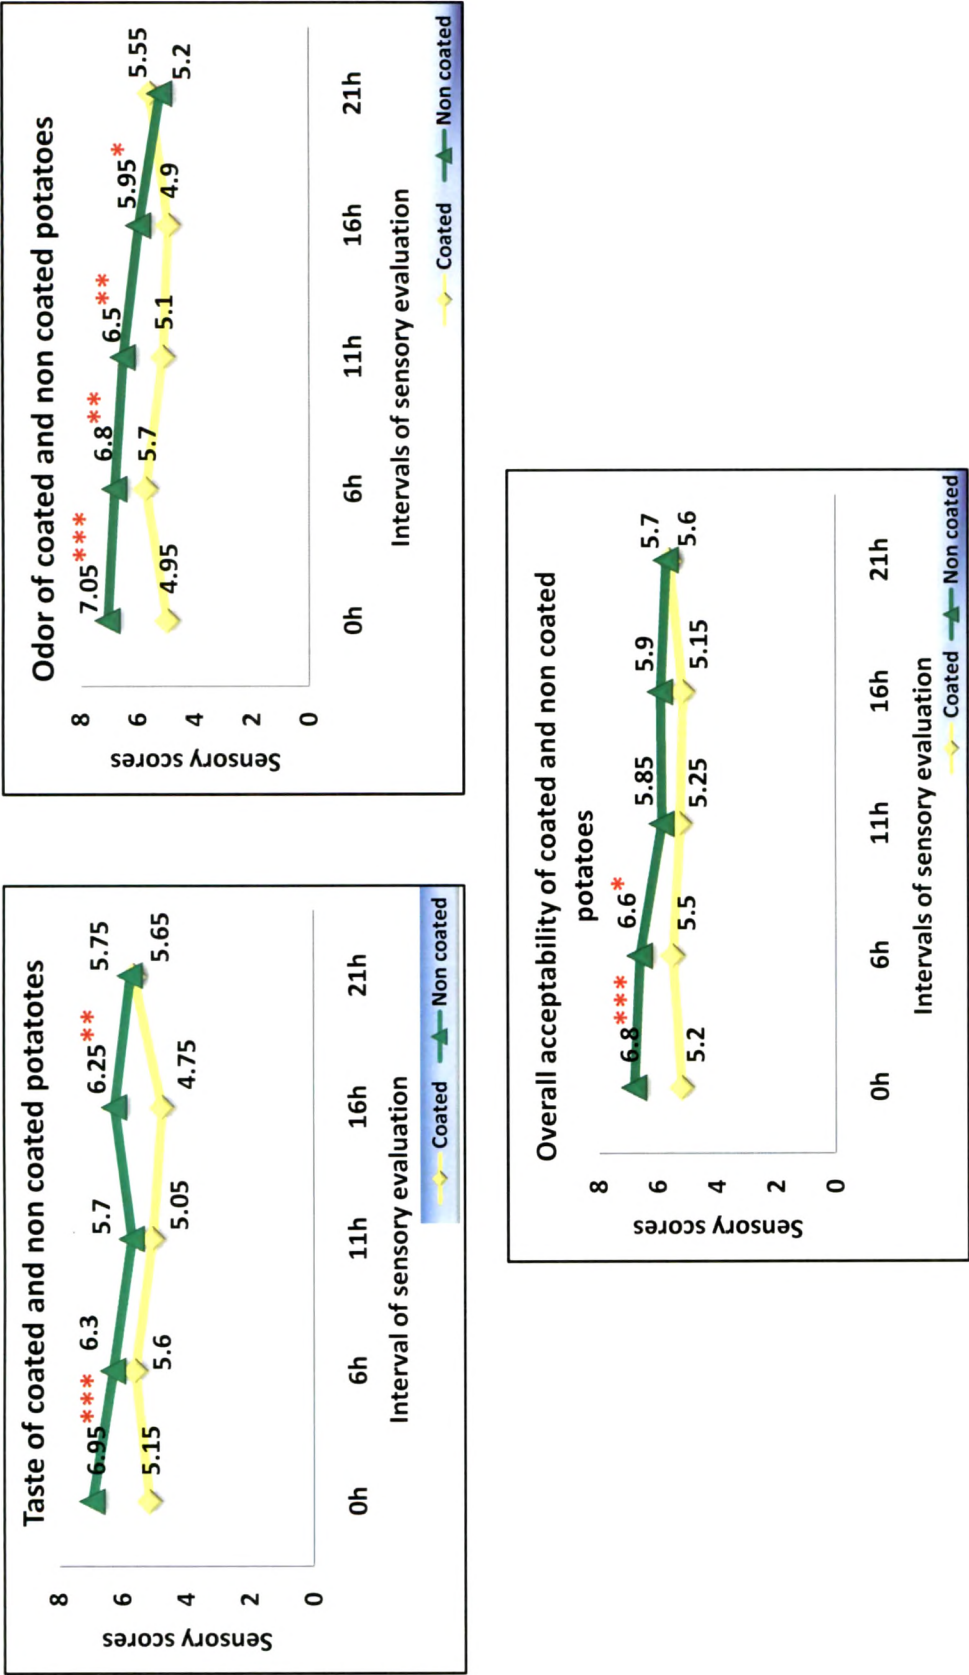 Taste of coated and non coated potatotes
8
6
4
2
0
Sensory scores
6.95***
6.3
5.7
6.25**
5.75
5.15
5.6
5.05
4.75
5.65
0h 6h 11h 16h 21h
Interval of sensory evaluation
Coated Non coated
Odor of coated and non coated potatoes
8
6
4
2
0
Sensory scores
7.05***
6.8**
6.5**
5.95*
5.55
4.95
5.7
5.1
4.9
5.2
0h 6h 11h 16h 21h
Intervals of sensory evaluation
Coated Non coated
Overall acceptability of coated and non coated
potatoes
8
6
4
2
0
Sensory scores
6.8***
6.6*
5.85
5.9
5.7
5.2
5.5
5.25
5.15
5.6
0h 6h 11h 16h 21h
Intervals of sensory evaluation
Coated Non coated